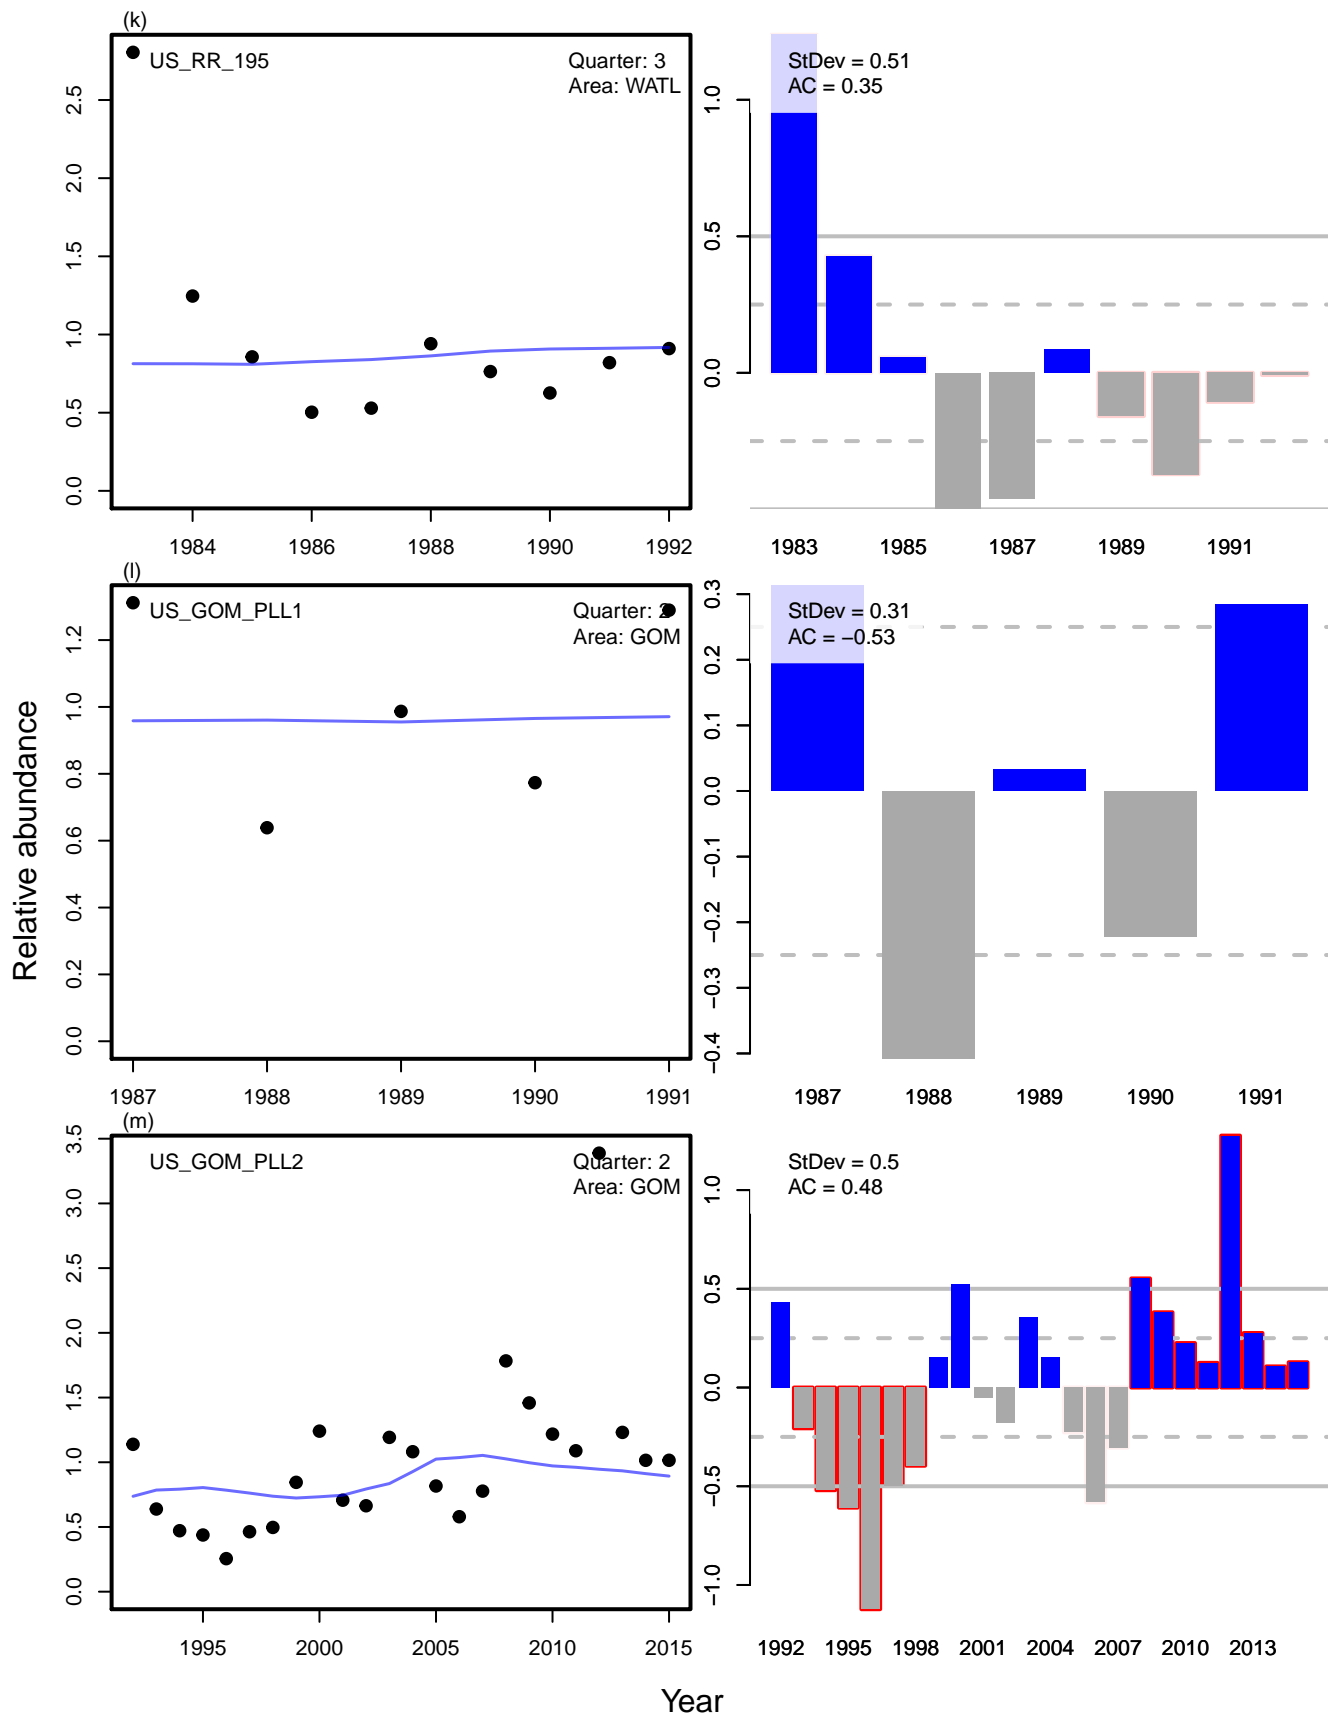 (k)
US_RR_195
Quarter: 3
Area: WATL
StDev = 0.51
AC = 0.35
2.5
2.0
1.5
1.0
0.5
0.0
1984 1986 1988 1990 1992
1.0
0.5
0.0
1983 1985 1987 1989 1991
(l)
US_GOM_PLL1
Quarter: 2
Area: GOM
StDev = 0.31
AC = −0.53
1.2
1.0
0.8
0.6
0.4
0.2
0.0
1987 1988 1989 1990 1991
0.3
0.2
0.1
0.0
−0.1
−0.2
−0.3
−0.4
1987 1988 1989 1990 1991
Relative abundance
(m)
US_GOM_PLL2
Quarter: 2
Area: GOM
StDev = 0.5
AC = 0.48
3.5
3.0
2.5
2.0
1.5
1.0
0.5
0.0
1995 2000 2005 2010 2015
1.0
0.5
0.0
−0.5
−1.0
1992 1995 1998 2001 2004 2007 2010 2013
Year